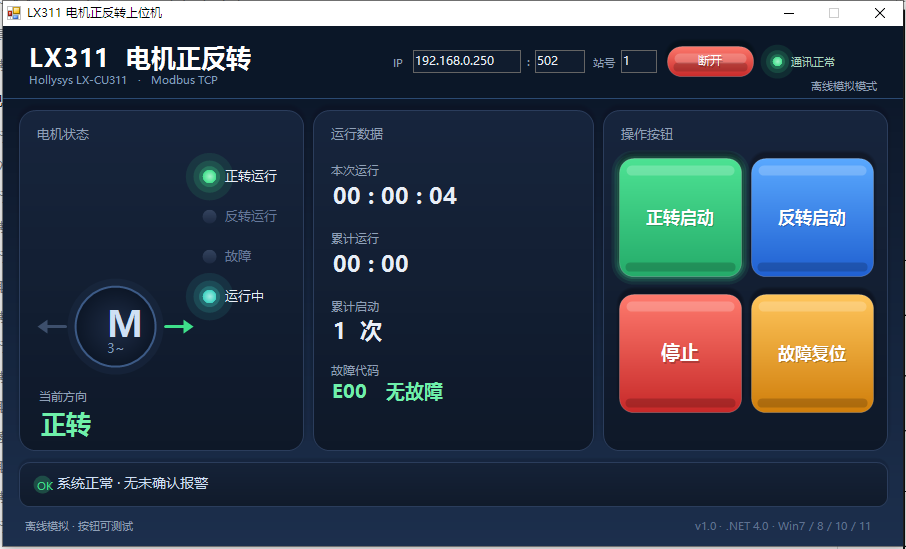 LX311 电机正反转上位机
LX311 电机正反转
Hollysys LX-CU311 · Modbus TCP
IP 192.168.0.250 : 502 站号 1 断开 通讯正常
离线模拟模式
电机状态
正转运行
反转运行
故障
运行中
M
3~
当前方向
正转
运行数据
本次运行
00 : 00 : 04
累计运行
00 : 00
累计启动
1 次
故障代码
E00 无故障
操作按钮
正转启动
反转启动
停止
故障复位
OK 系统正常 · 无未确认报警
离线模拟 · 按钮可测试
v1.0 · .NET 4.0 · Win7 / 8 / 10 / 11